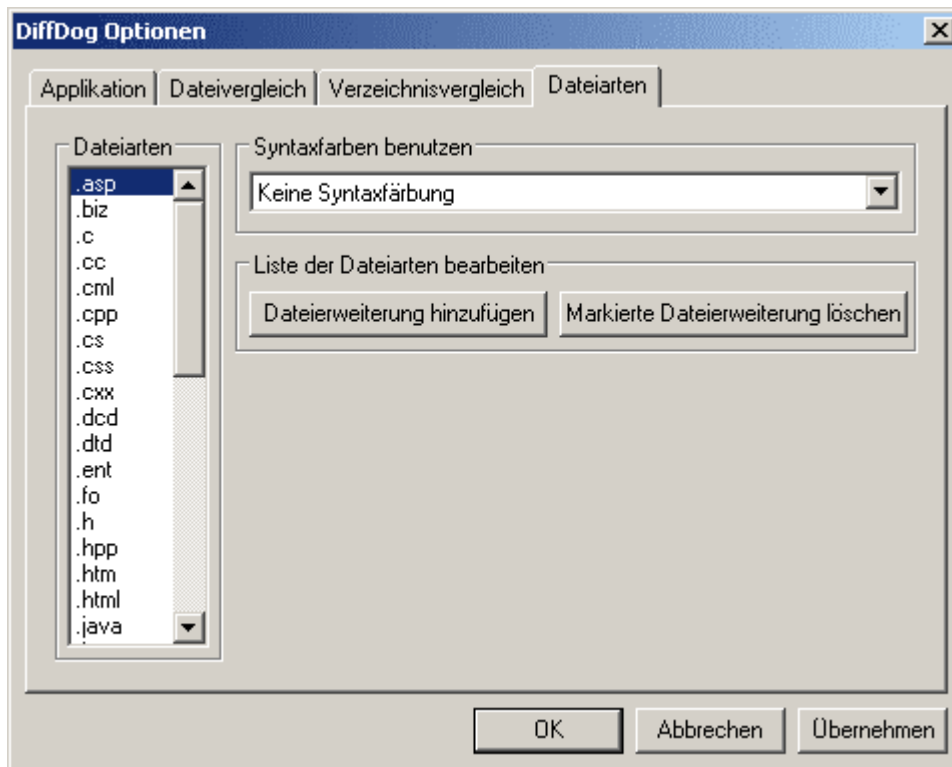 DiffDog Optionen
Applikation Dateivergleich Verzeichnisvergleich Dateiarten
Dateiarten
.asp
.biz
.c
.cc
.cml
.cpp
.cs
.css
.cxx
.dcd
.dtd
.ent
.fo
.h
.hpp
.htm
.html
.java
Syntaxfarben benutzen
Keine Syntaxfärbung
Liste der Dateiarten bearbeiten
Dateierweiterung hinzufügen Markierte Dateierweiterung löschen
OK Abbrechen Übernehmen